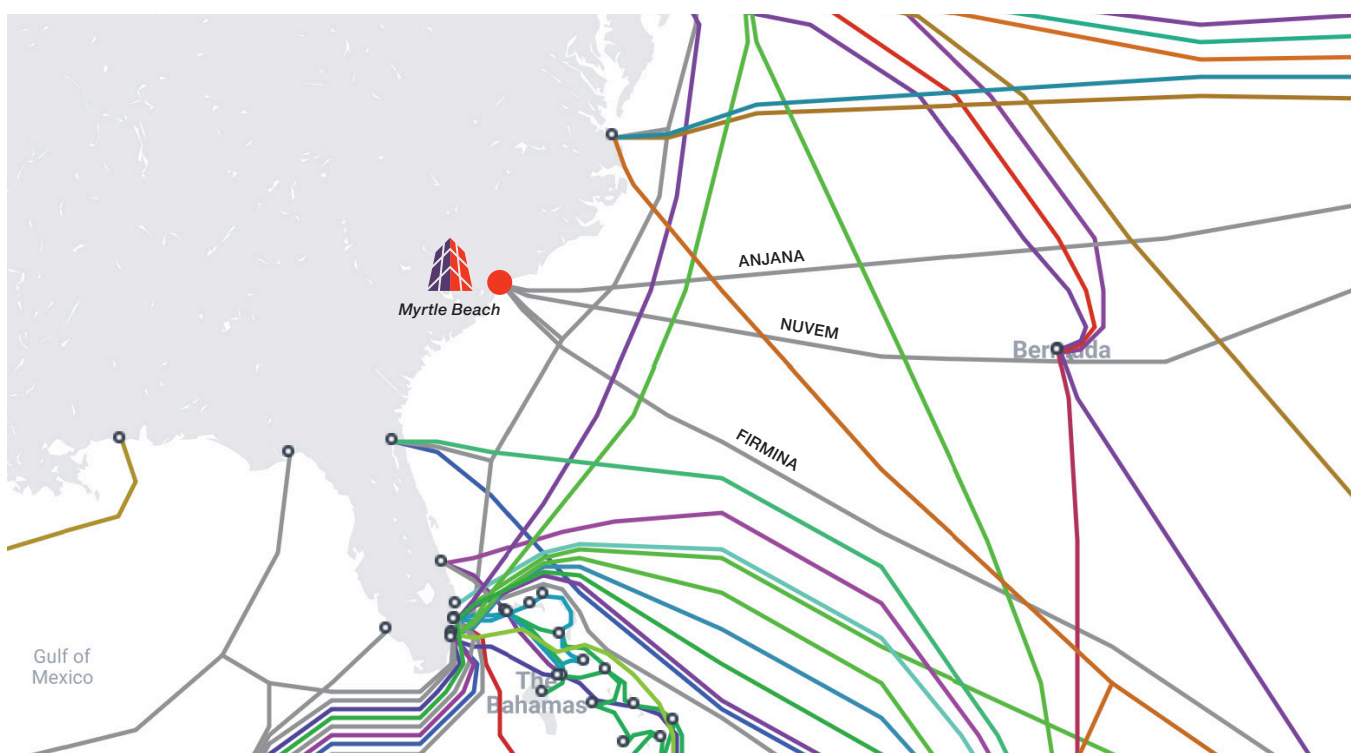 ANJANA
Myrtle Beach
NUVEM
Bermuda
FIRMINA
Gulf of
Mexico
The
Bahamas